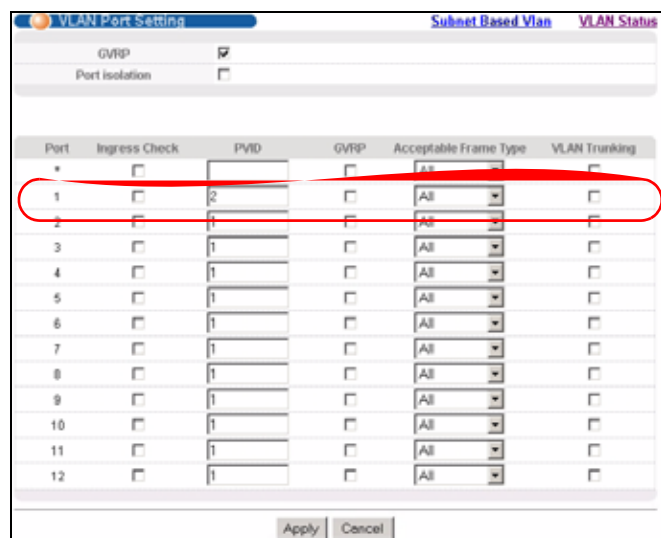 VLAN Port Setting Subnet Based Vlan VLAN Status
GVRP
Port isolation
Port Ingress Check PVID GVRP Acceptable Frame Type VLAN Trunking
* All
1 2 All
2 1 All
3 1 All
4 1 All
5 1 All
6 1 All
7 1 All
8 1 All
9 1 All
10 1 All
11 1 All
12 1 All
Apply Cancel